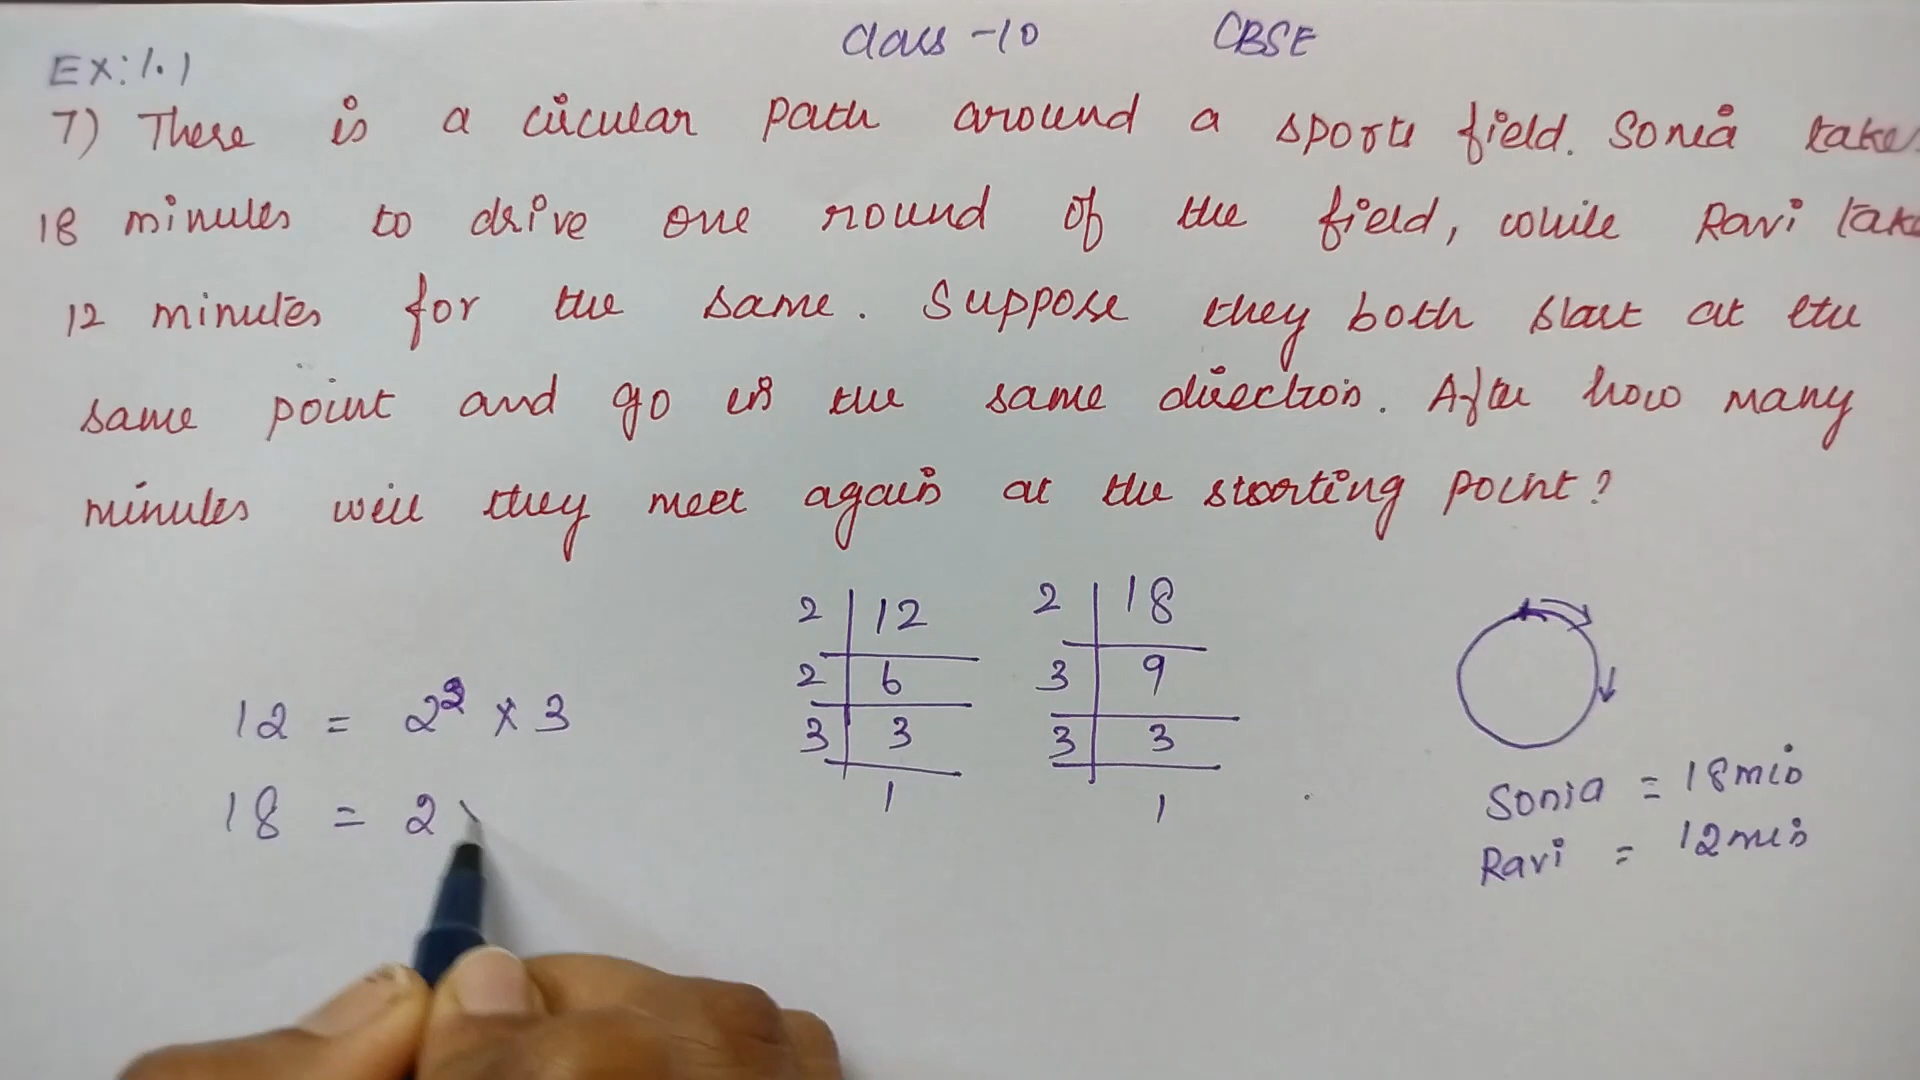 Class -10 CBSE
EX: 1.1
7) There is a circular path around a sports field. Sonia take
18 minutes to drive one round of the field, while Ravi take
12 minutes for the same. Suppose they both start at the
same point and go in the same direction. After how many
minutes will they meet again at the starting point?
2 | 12
2 | 6
3 | 3
1
2 | 18
3 | 9
3 | 3
1
12 = 2² × 3
18 = 2
Sonia = 18 min
Ravi = 12 min